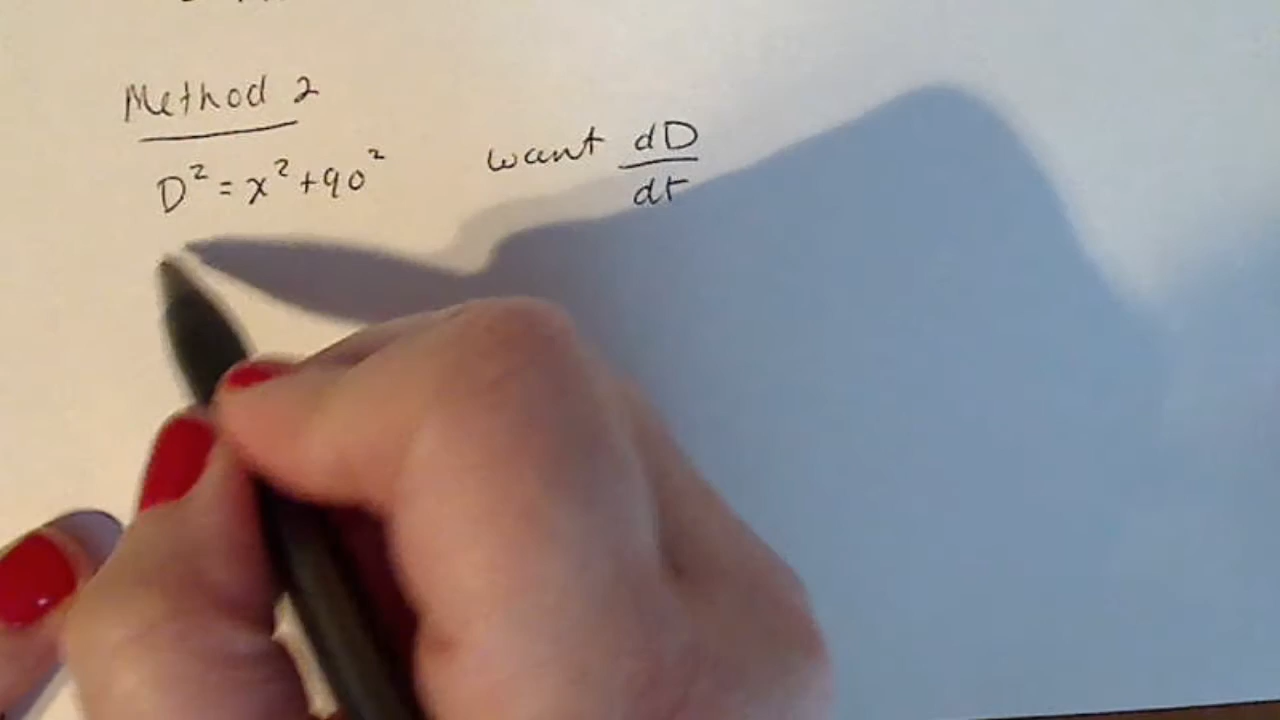 Method 2
D² = x² + 90²
want dD/dt